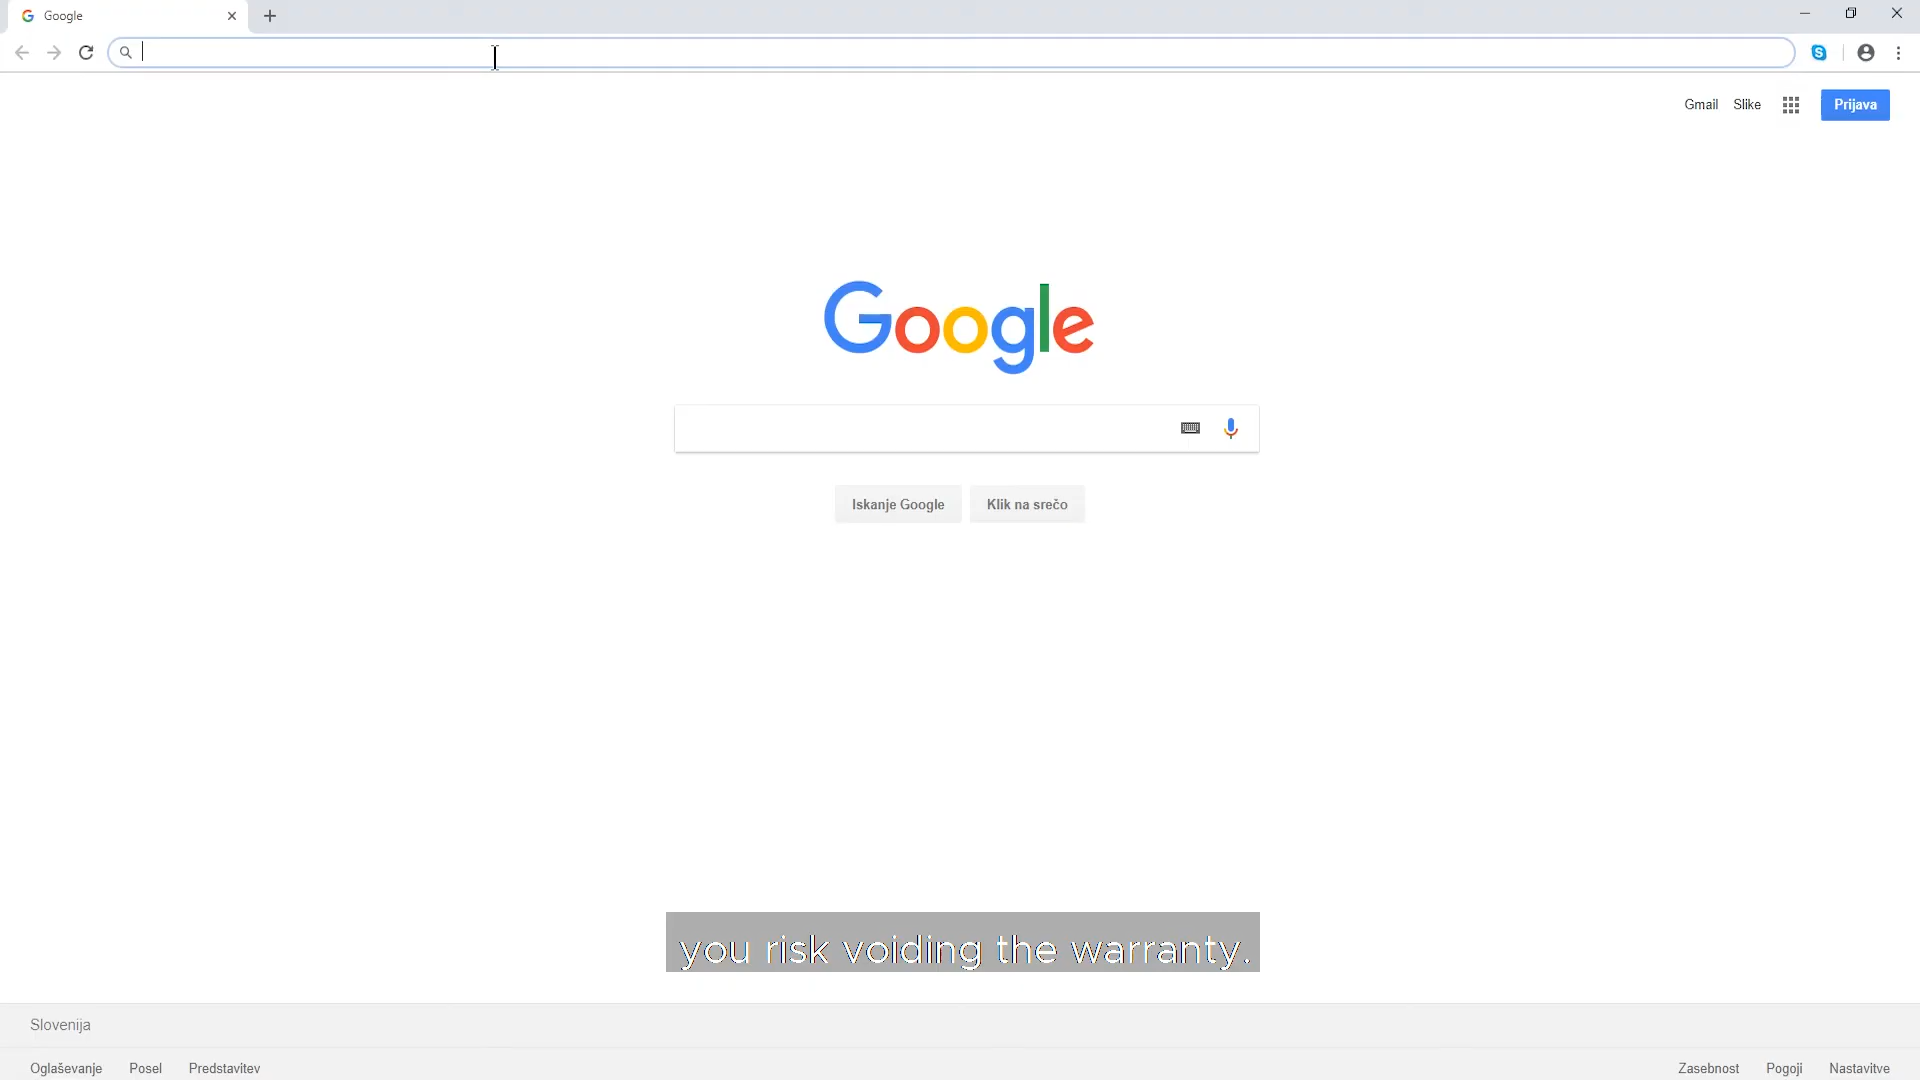 Google
Gmail Slike Prijava
Google
Iskanje Google Klik na srečo
you risk voiding the warranty.
Slovenija
Oglaševanje Posel Predstavitev Zasebnost Pogoji Nastavitve